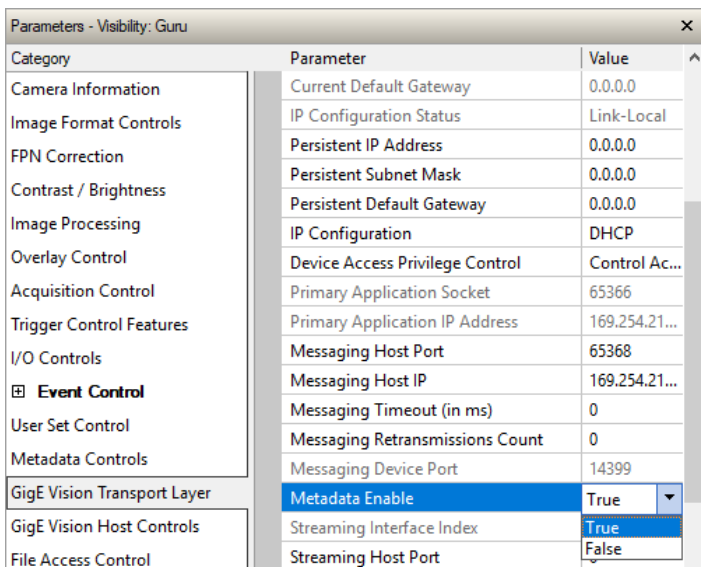 Parameters - Visibility: Guru ×
Category Parameter Value
Camera Information Current Default Gateway 0.0.0.0
Image Format Controls IP Configuration Status Link-Local
FPN Correction Persistent IP Address 0.0.0.0
Contrast / Brightness Persistent Subnet Mask 0.0.0.0
Image Processing Persistent Default Gateway 0.0.0.0
Overlay Control IP Configuration DHCP
Acquisition Control Device Access Privilege Control Control Ac...
Trigger Control Features Primary Application Socket 65366
I/O Controls Primary Application IP Address 169.254.21...
Event Control Messaging Host Port 65368
User Set Control Messaging Host IP 169.254.21...
Metadata Controls Messaging Timeout (in ms) 0
GigE Vision Transport Layer Messaging Retransmissions Count 0
GigE Vision Host Controls Messaging Device Port 14399
File Access Control Metadata Enable True
Streaming Interface Index True
Streaming Host Port False